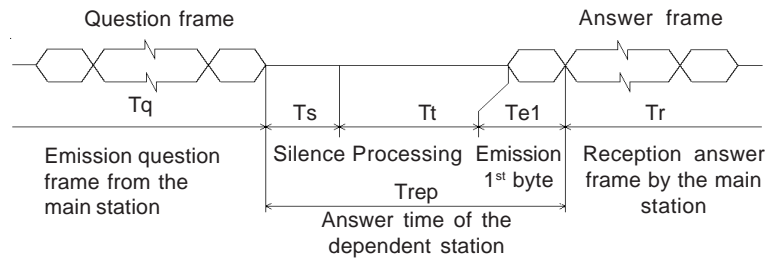 Question frame
Answer frame
Tq
Ts
Tt
Te1
Tr
Emission question
frame from the
main station
Silence
Processing
Emission
1st byte
Reception answer
frame by the main
station
Trep
Answer time of the
dependent station